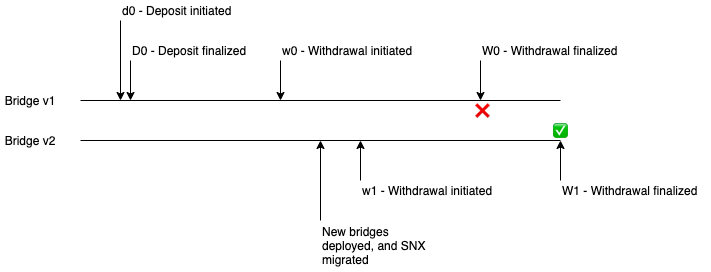 d0 - Deposit initiated
D0 - Deposit finalized
w0 - Withdrawal initiated
W0 - Withdrawal finalized
Bridge v1
Bridge v2
w1 - Withdrawal initiated
W1 - Withdrawal finalized
New bridges
deployed, and SNX
migrated